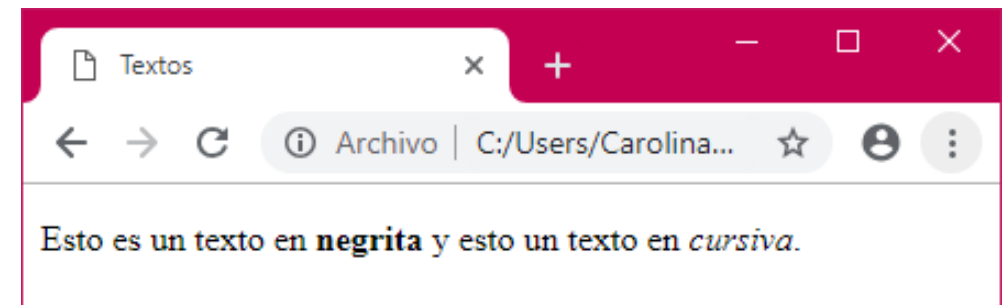 Textos
Archivo | C:/Users/Carolina...
Esto es un texto en negrita y esto un texto en cursiva.